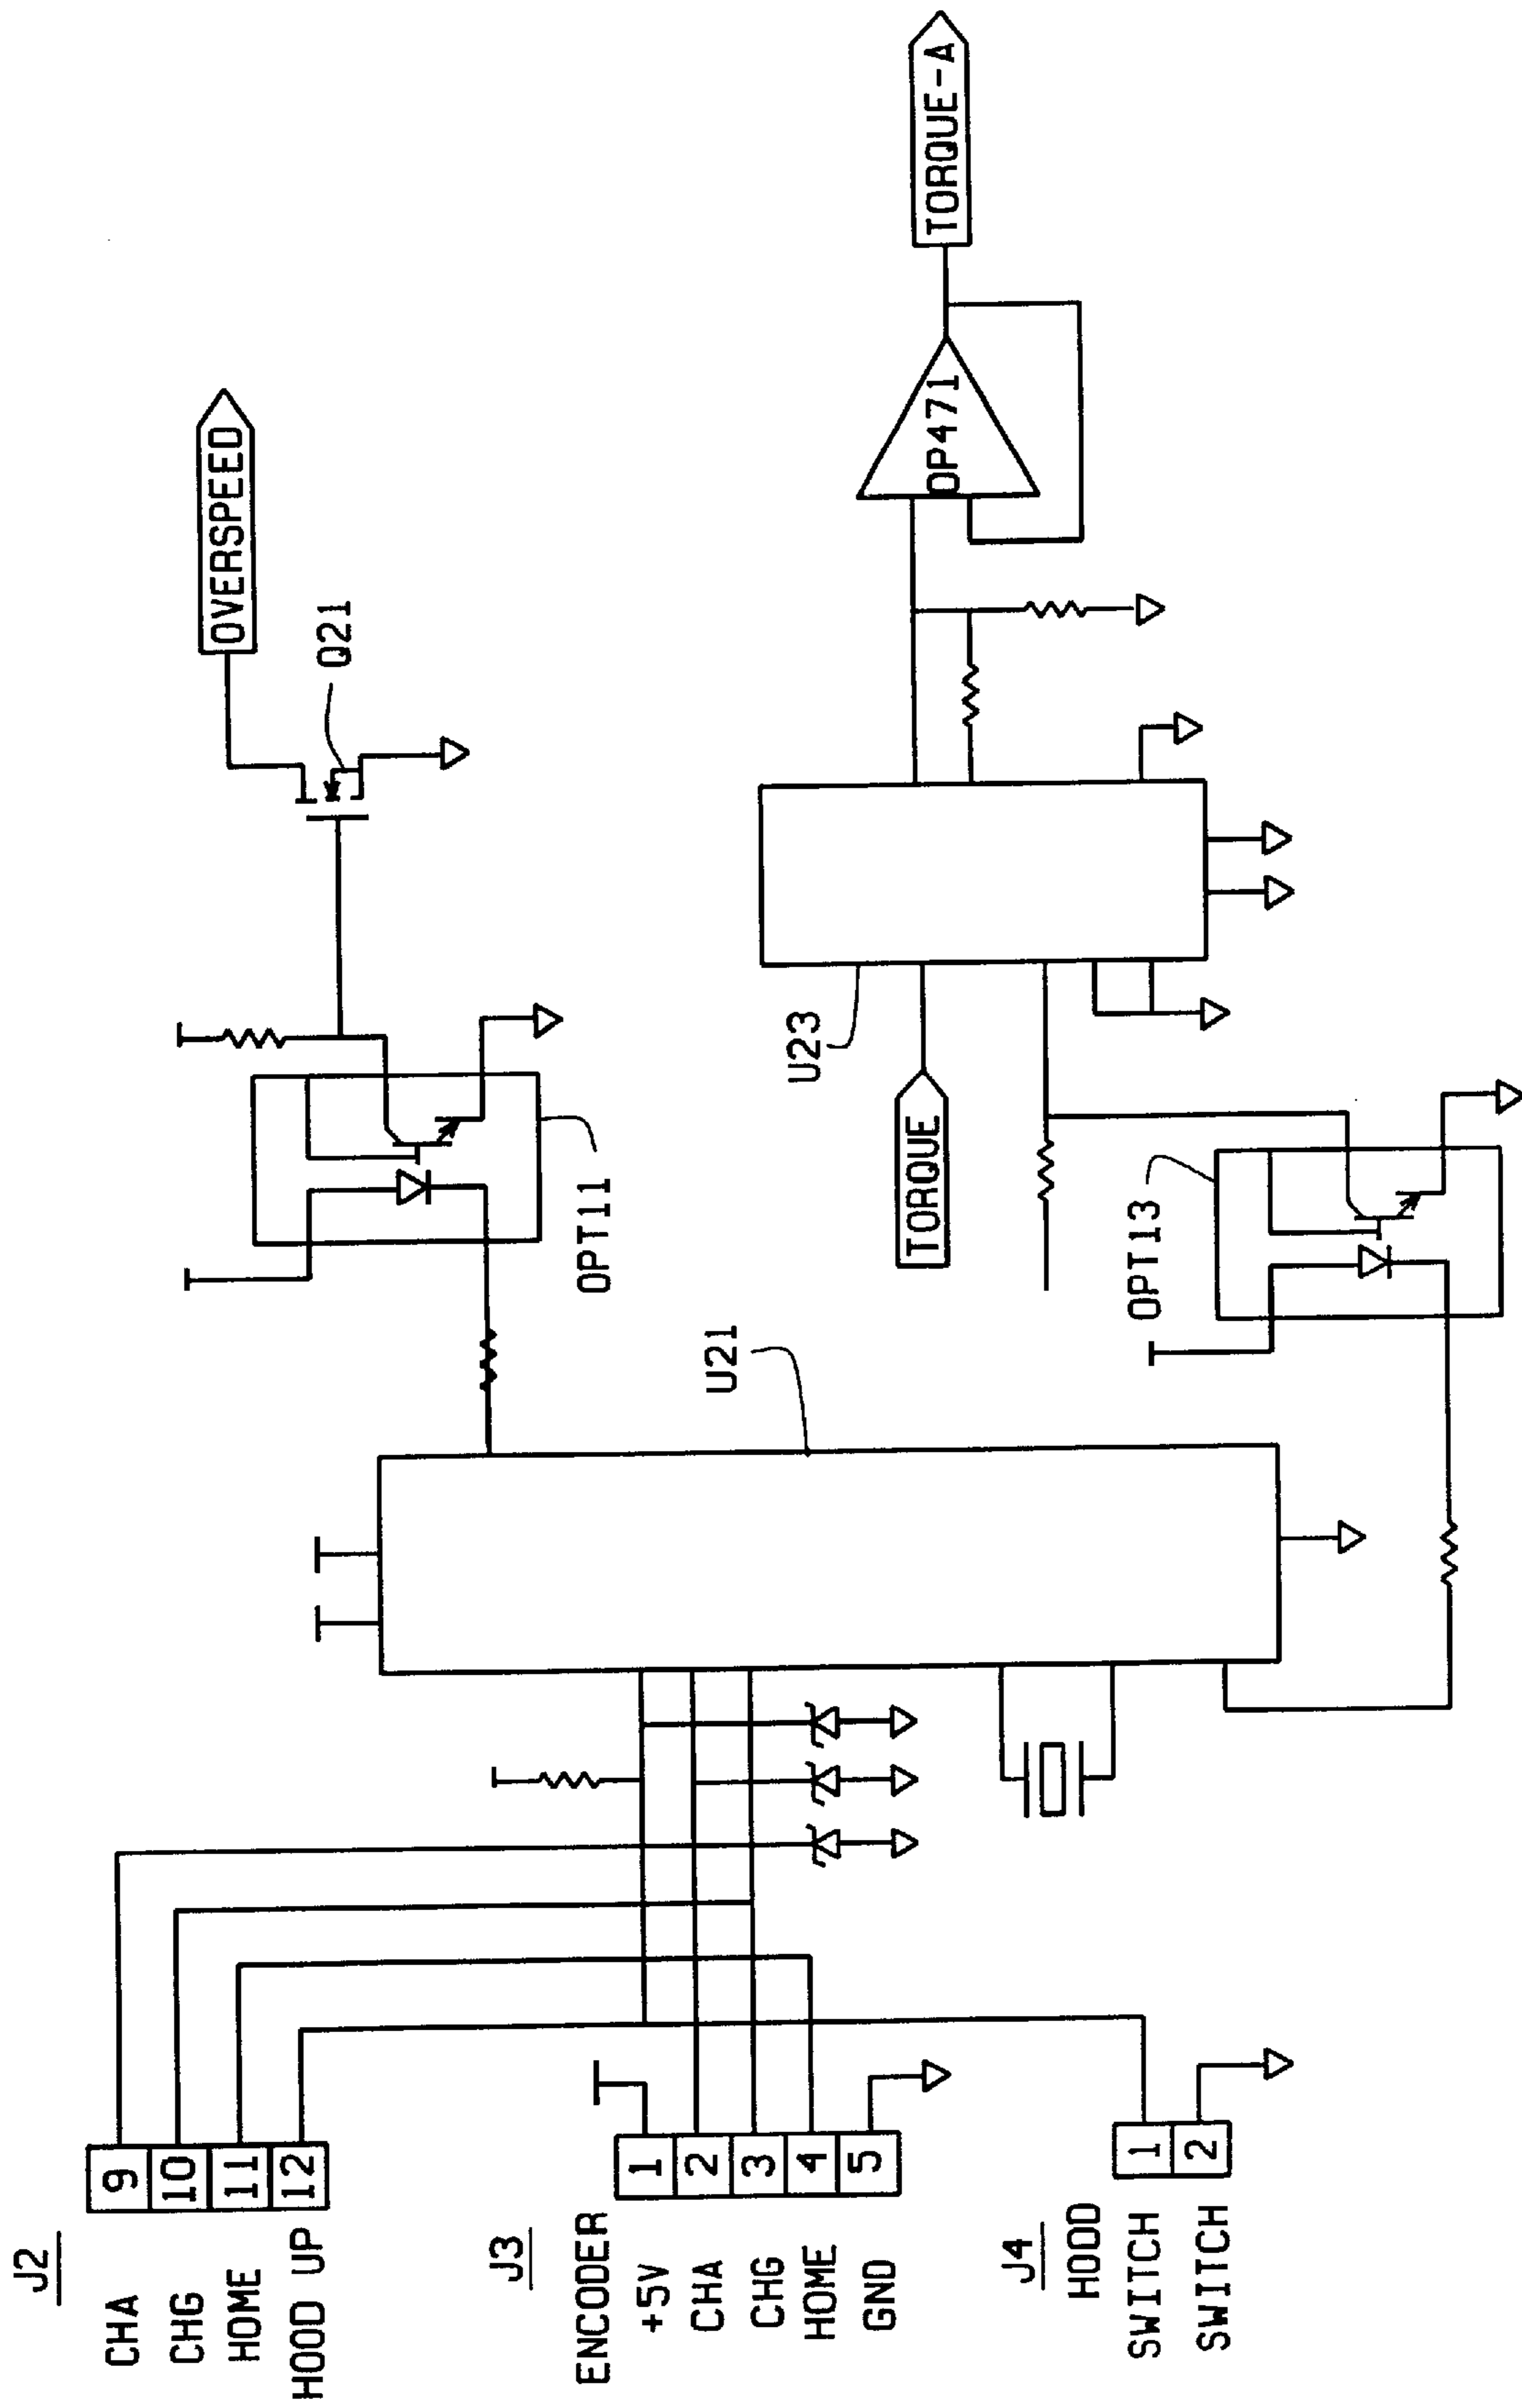 J2
CHA
CHG
HOME
HOOD UP
9
10
11
12
J3
ENCODER
+5V
CHA
CHG
HOME
GND
1
2
3
4
5
J4
HOOD
SWITCH
SWITCH
1
2
U21
OPT11
OPT13
Q21
OVERSPEED
U23
TORQUE
OP471
TORQUE-A